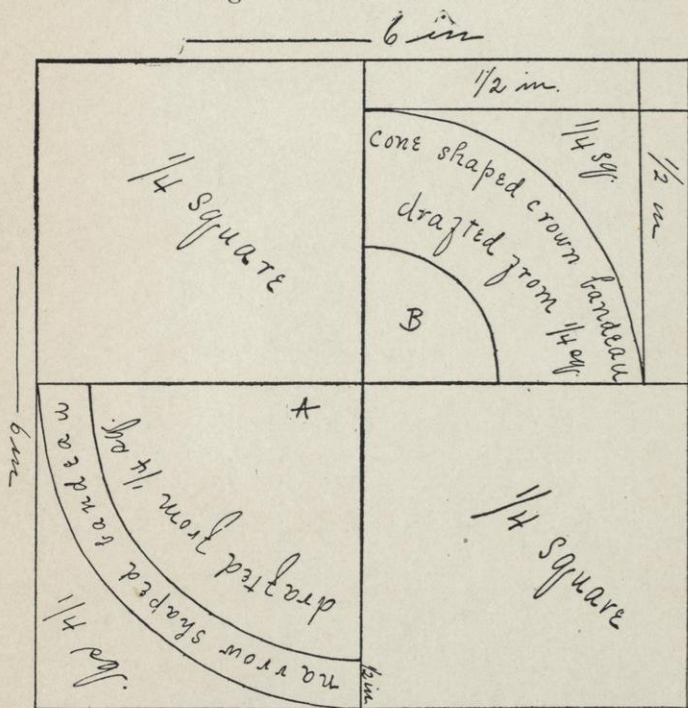 6 in
1/2 in.
1/4 square
1/4 sq.
1/2 in
cone shaped crown bandeau
drafted from 1/4 sq.
B
6 in
A
drafted from 1/4 sq.
narrow shaped bandeau
1/4 sq.
1/2 in
1/4 square